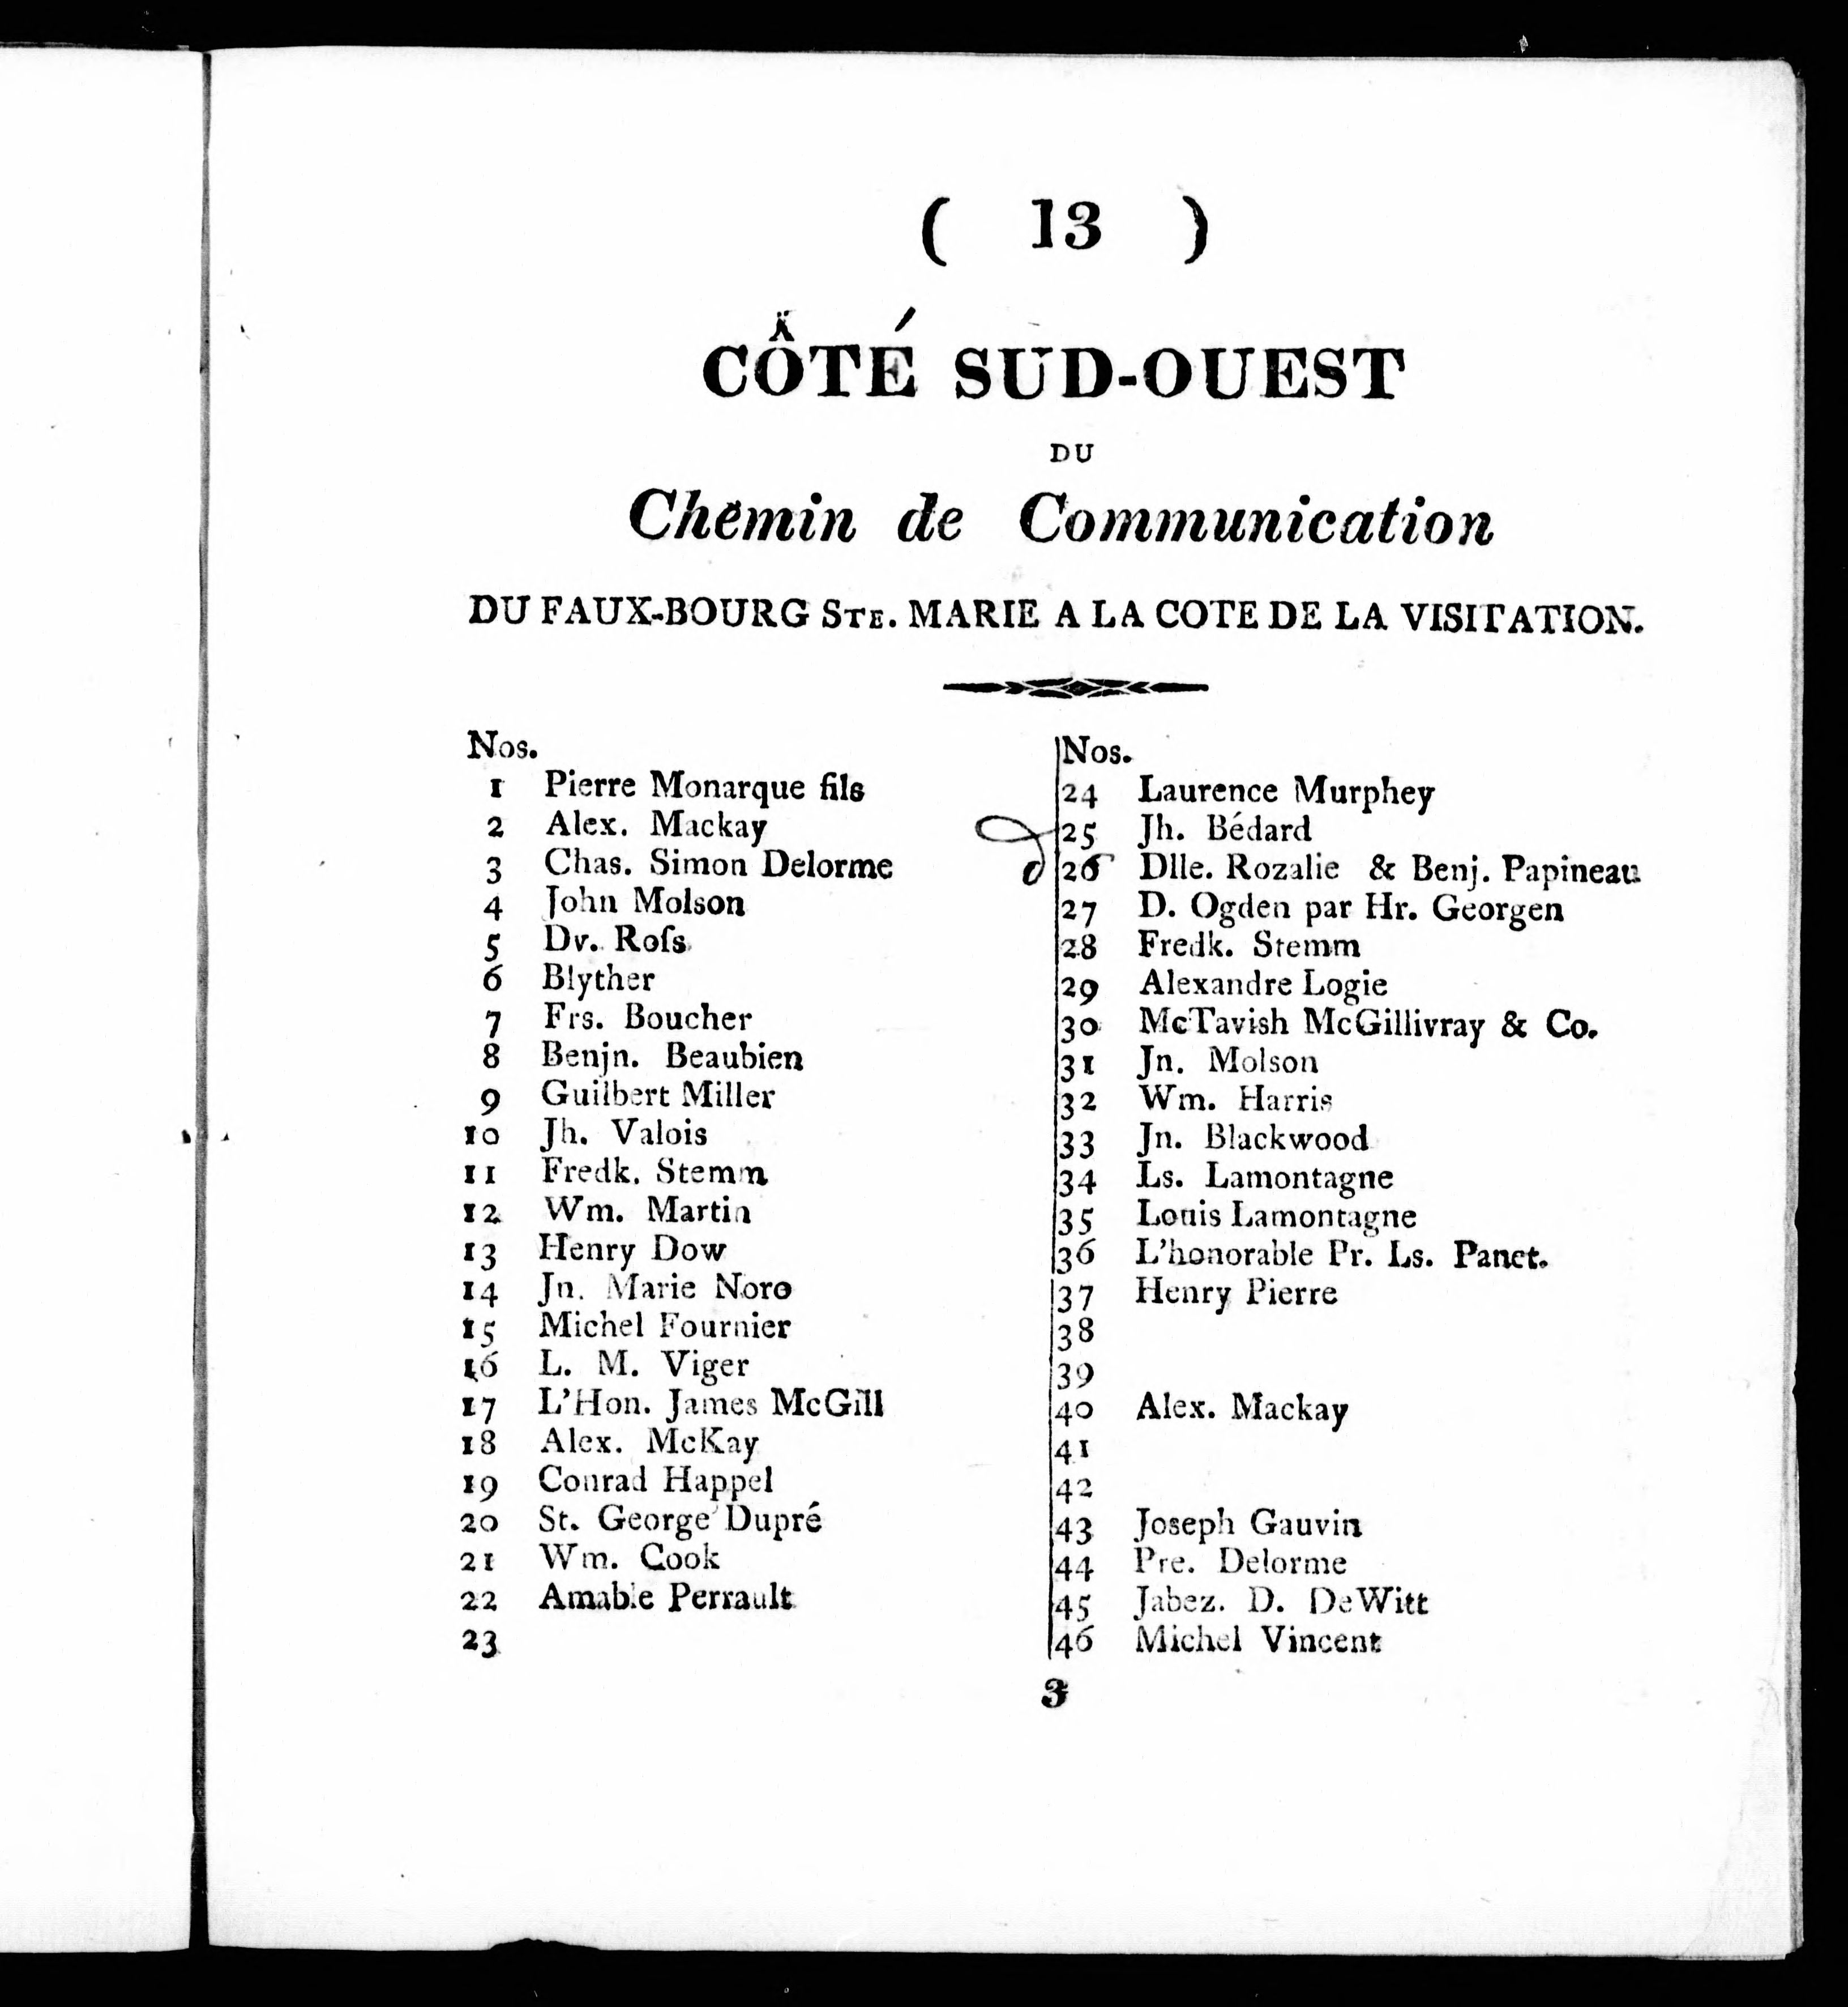 ( 13 )
CÔTÉ SUD-OUEST
DU
Chemin de Communication
DU FAUX-BOURG STE. MARIE A LA COTE DE LA VISITATION.
Nos.
1 Pierre Monarque fils
2 Alex. Mackay
3 Chas. Simon Delorme
4 John Molson
5 Dr. Roſs
6 Blyther
7 Frs. Boucher
8 Benjn. Beaubien
9 Guilbert Miller
10 Jh. Valois
11 Fredk. Stemm
12 Wm. Martin
13 Henry Dow
14 Jn. Marie Noro
15 Michel Fournier
16 L. M. Viger
17 L'Hon. James McGill
18 Alex. McKay
19 Conrad Happel
20 St. George Dupré
21 Wm. Cook
22 Amable Perrault
23
Nos.
24 Laurence Murphey
25 Jh. Bédard
26 Dlle. Rozalie & Benj. Papineau
27 D. Ogden par Hr. Georgen
28 Fredk. Stemm
29 Alexandre Logie
30 McTavish McGillivray & Co.
31 Jn. Molson
32 Wm. Harris
33 Jn. Blackwood
34 Ls. Lamontagne
35 Louis Lamontagne
36 L'honorable Pr. Ls. Panet.
37 Henry Pierre
38
39
40 Alex. Mackay
41
42
43 Joseph Gauvin
44 Pre. Delorme
45 Jabez. D. DeWitt
46 Michel Vincent
3